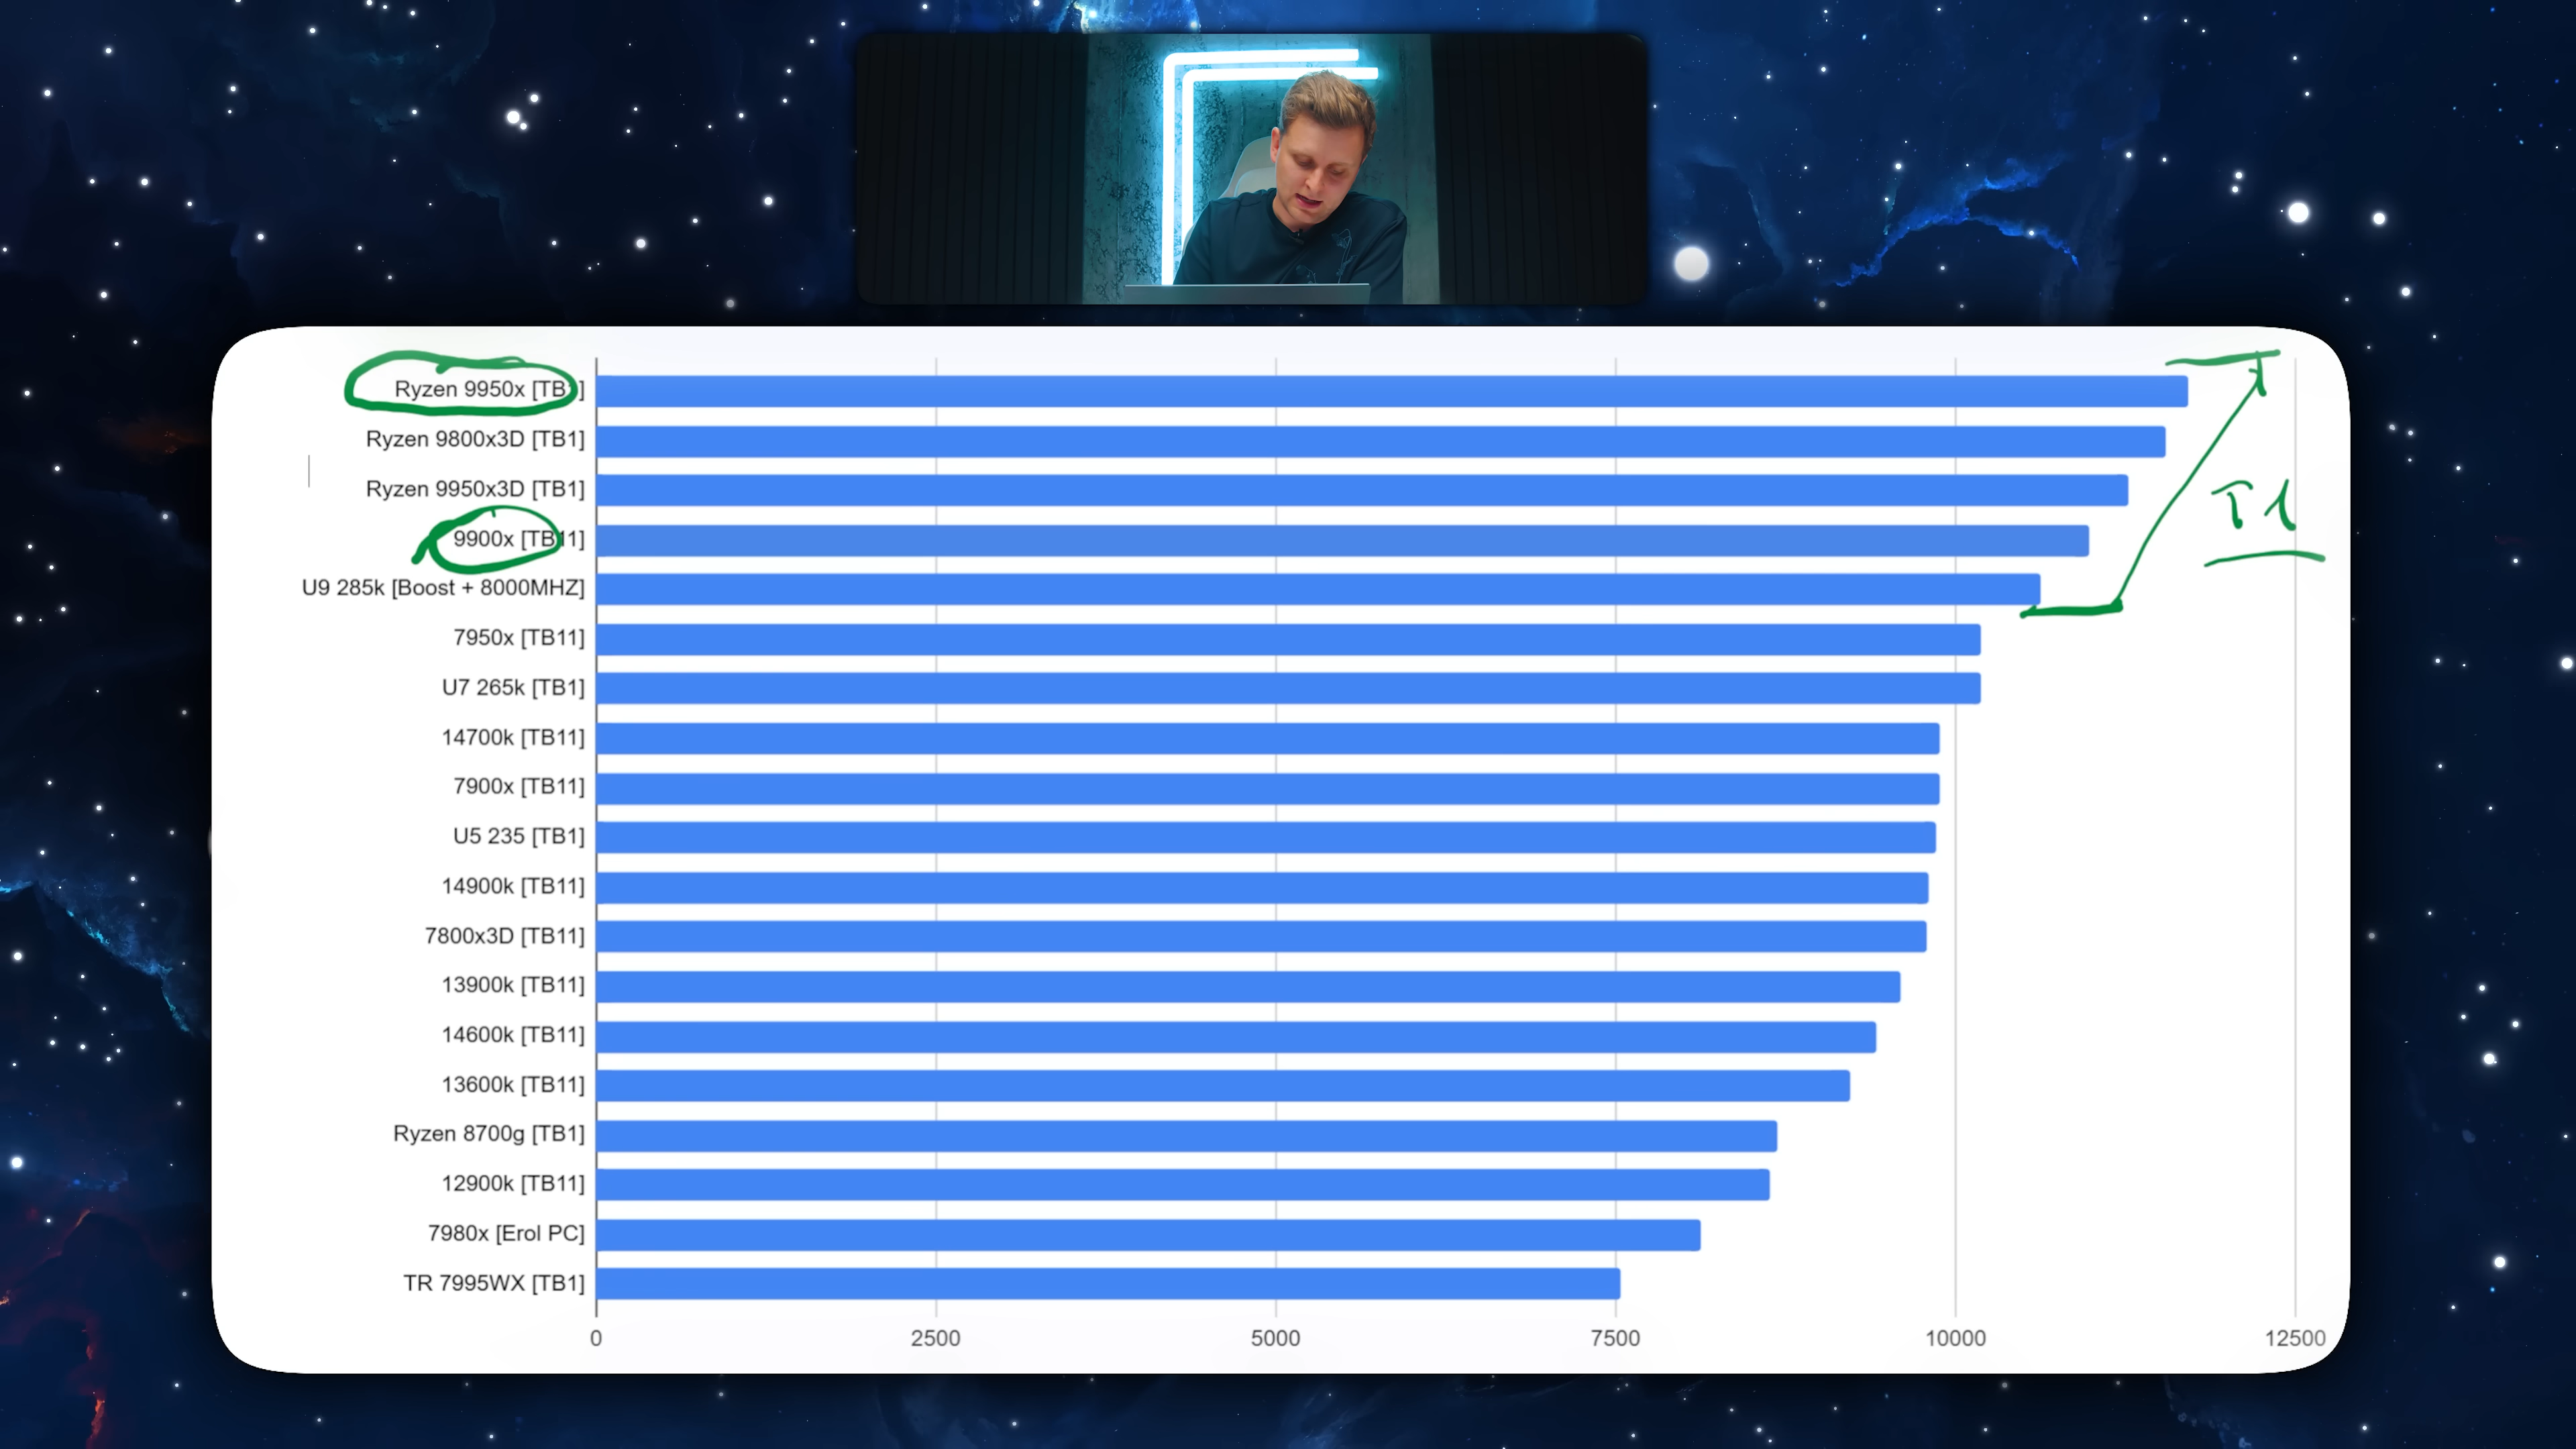 Ryzen 9950x [TB1]
Ryzen 9800x3D [TB1]
Ryzen 9950x3D [TB1]
9900x [TB11]
U9 285k [Boost + 8000MHZ]
7950x [TB11]
U7 265k [TB1]
14700k [TB11]
7900x [TB11]
U5 235 [TB1]
14900k [TB11]
7800x3D [TB11]
13900k [TB11]
14600k [TB11]
13600k [TB11]
Ryzen 8700g [TB1]
12900k [TB11]
7980x [Erol PC]
TR 7995WX [TB1]
0 2500 5000 7500 10000 12500
T1